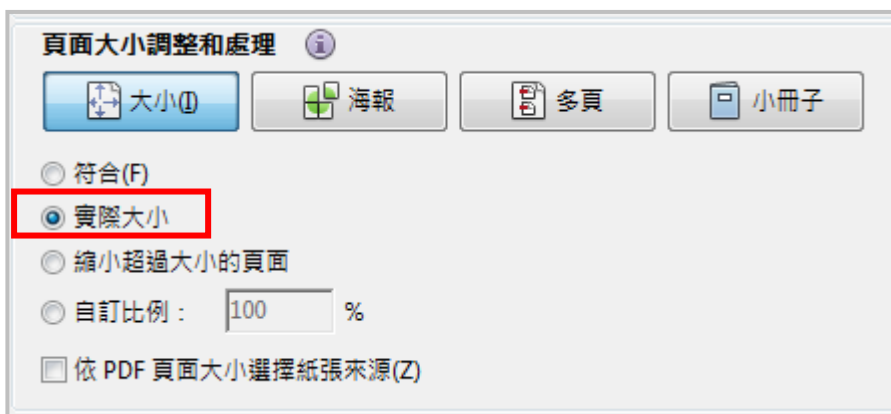 頁面大小調整和處理
大小(I) 海報 多頁 小冊子
符合(F)
實際大小
縮小超過大小的頁面
自訂比例： 100 %
依 PDF 頁面大小選擇紙張來源(Z)